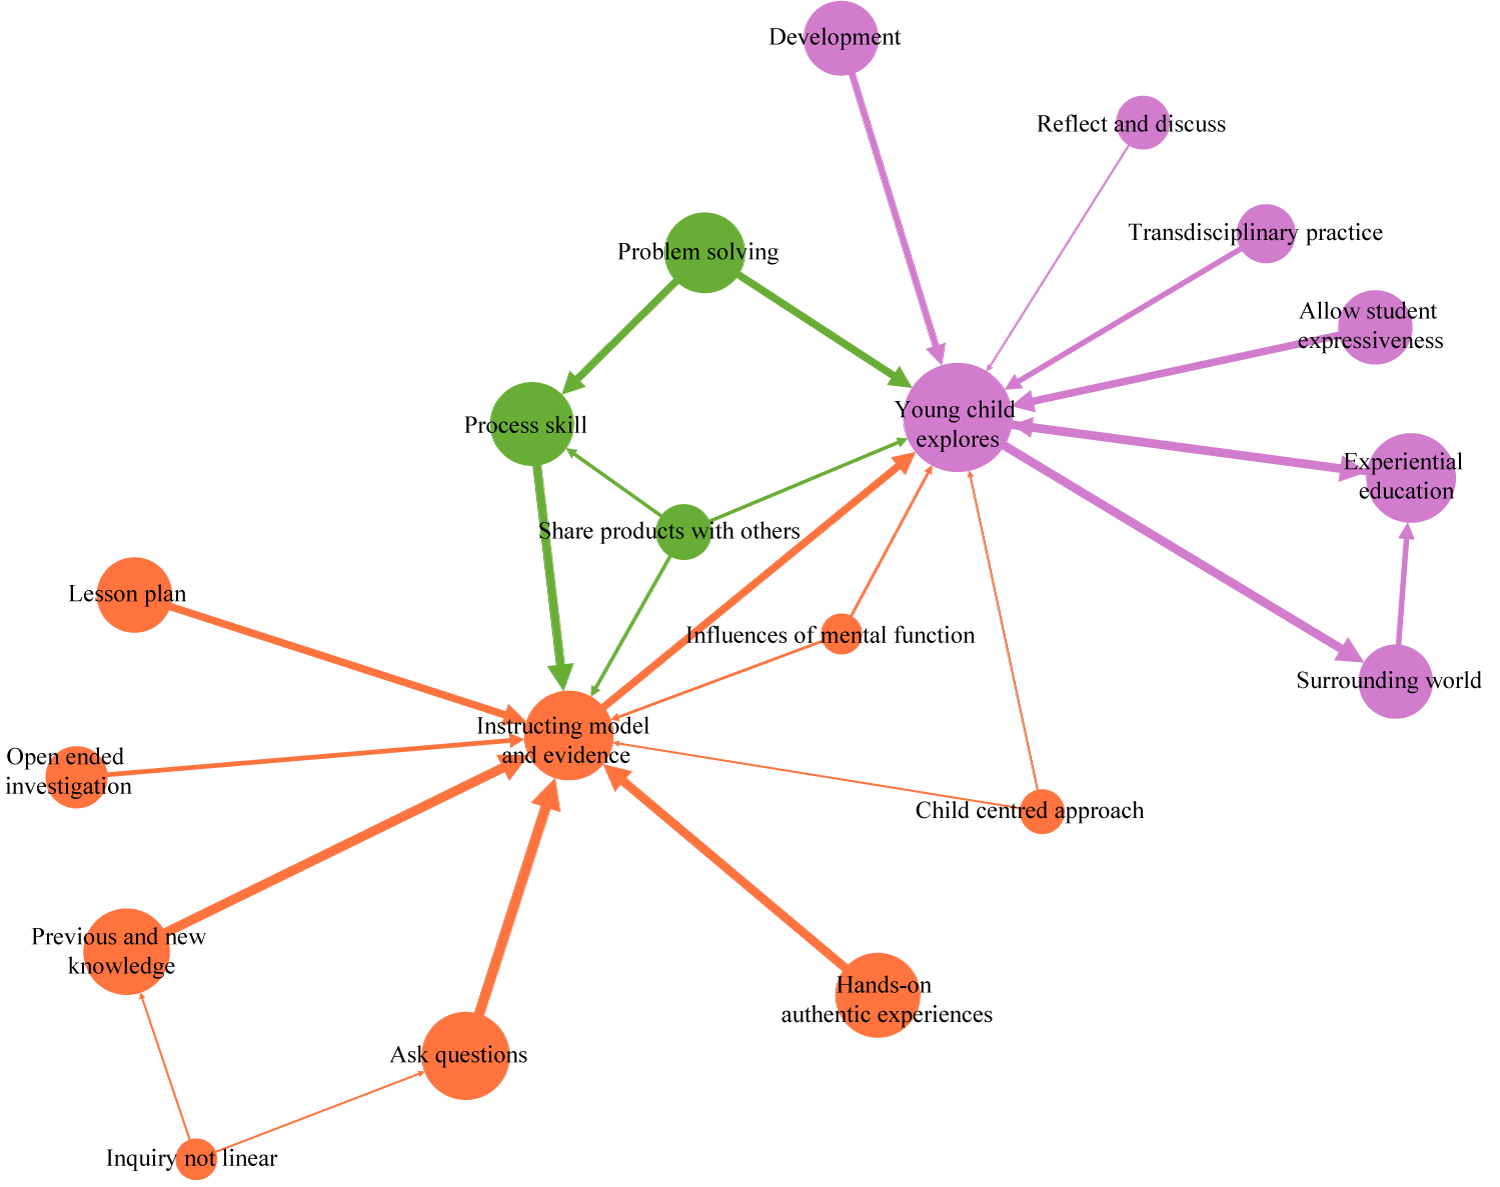 Development
Reflect and discuss
Transdisciplinary practice
Problem solving
Allow student
expressiveness
Young child
explores
Process skill
Experiential
education
Share products with others
Lesson plan
Influences of mental function
Surrounding world
Instructing model
and evidence
Open ended
investigation
Child centred approach
Previous and new
knowledge
Hands-on
authentic experiences
Ask questions
Inquiry not linear